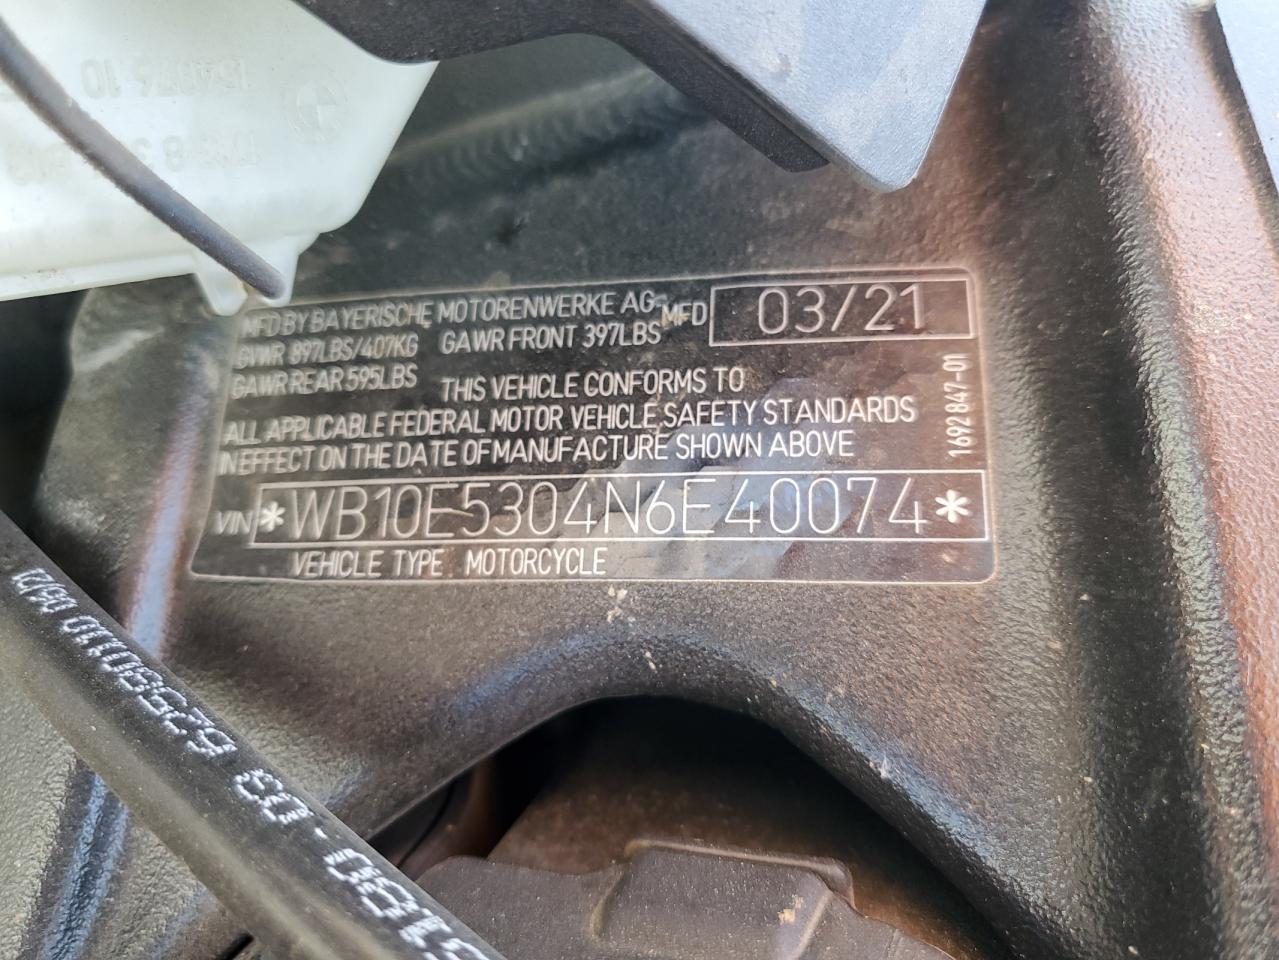 MFD BY BAYERISCHE MOTORENWERKE AG MFD 03/21
GVWR 897LBS/407KG GAWR FRONT 397LBS
GAWR REAR 595LBS THIS VEHICLE CONFORMS TO
ALL APPLICABLE FEDERAL MOTOR VEHICLE SAFETY STANDARDS
IN EFFECT ON THE DATE OF MANUFACTURE SHOWN ABOVE
1692847-01
VIN *WB10E5304N6E40074*
VEHICLE TYPE MOTORCYCLE